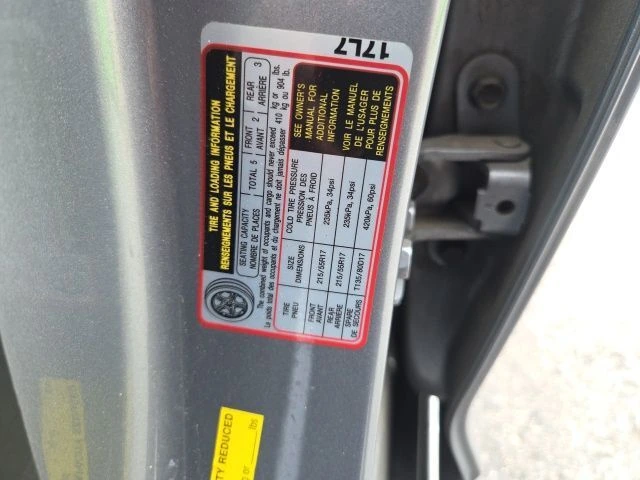 17L7
TIRE AND LOADING INFORMATION
RENSEIGNEMENTS SUR LES PNEUS ET LE CHARGEMENT
SEATING CAPACITY
NOMBRE DE PLACES
TOTAL 5
FRONT
AVANT
2
REAR
ARRIÈRE
3
The combined weight of occupants and cargo should never exceed 410 kg or 904 lbs.
Le poids total des occupants et du chargement ne doit jamais dépasser 410 kg ou 904 lb.
TIRE
PNEU
SIZE
DIMENSIONS
COLD TIRE PRESSURE
PRESSION DES
PNEUS À FROID
FRONT
AVANT
215/55R17
235kPa, 34psi
REAR
ARRIÈRE
215/55R17
235kPa, 34psi
SPARE
DE SECOURS
T135/80D17
420kPa, 60psi
SEE OWNER'S
MANUAL FOR
ADDITIONAL
INFORMATION
VOIR LE MANUEL
DE L'USAGER
POUR PLUS DE
RENSEIGNEMENTS
REDUCED
or lbs